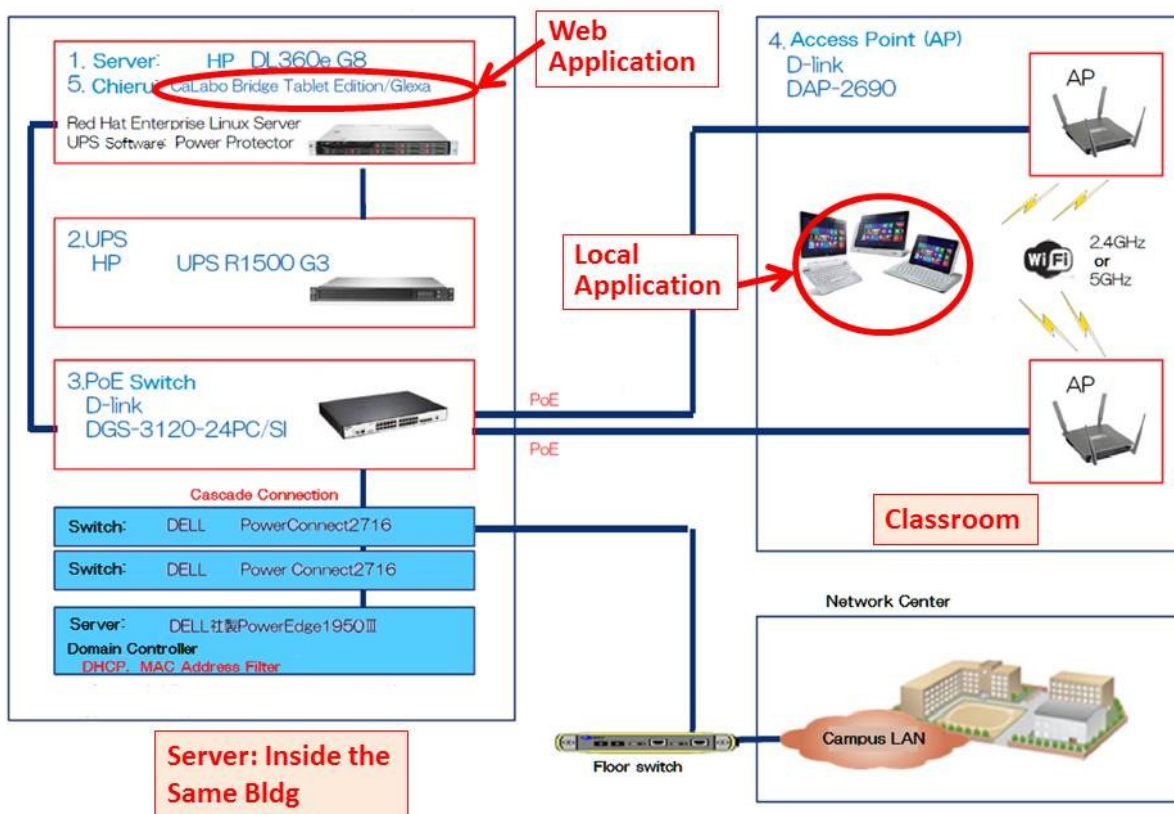 1. Server: HP DL360e G8
5. Chieru CaLabo Bridge Tablet Edition/Glexa
Red Hat Enterprise Linux Server
UPS Software: Power Protector
Web
Application
2.UPS
HP UPS R1500 G3
3.PoE Switch
D-link
DGS-3120-24PC/SI
PoE
PoE
Cascade Connection
Switch: DELL PowerConnect2716
Switch: DELL Power Connect2716
Server: DELL社製PowerEdge1950Ⅲ
Domain Controller
DHCP. MAC Address Filter
Server: Inside the
Same Bldg
4. Access Point (AP)
D-link
DAP-2690
AP
Local
Application
WiFi
2.4GHz
or
5GHz
AP
Classroom
Network Center
Campus LAN
Floor switch